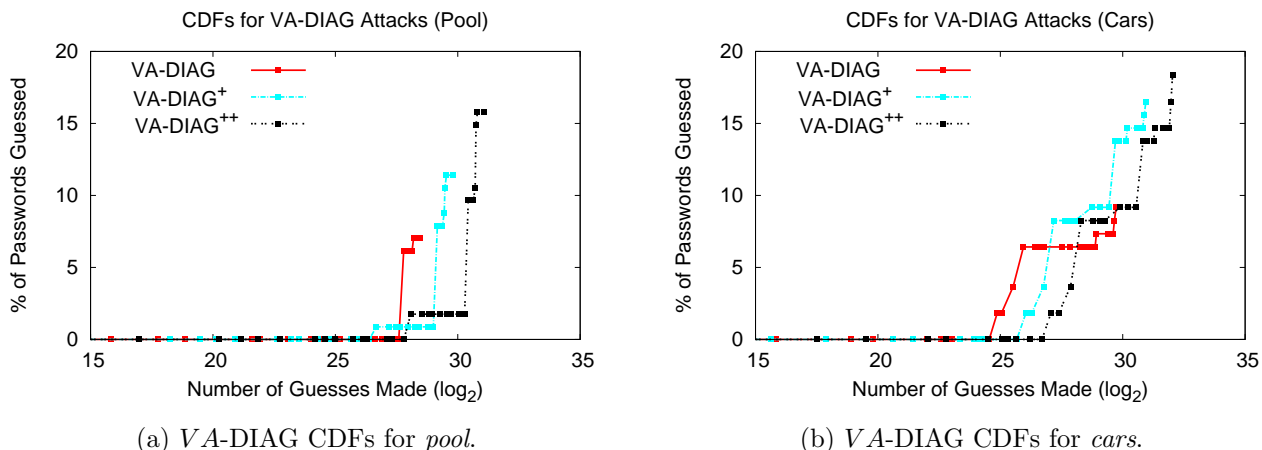 CDFs for VA-DIAG Attacks (Pool)
20
15
10
5
0
15 20 25 30 35
% of Passwords Guessed
Number of Guesses Made (log₂)
VA-DIAG
VA-DIAG⁺
VA-DIAG⁺⁺
(a) VA-DIAG CDFs for pool.
CDFs for VA-DIAG Attacks (Cars)
20
15
10
5
0
15 20 25 30 35
% of Passwords Guessed
Number of Guesses Made (log₂)
VA-DIAG
VA-DIAG⁺
VA-DIAG⁺⁺
(b) VA-DIAG CDFs for cars.